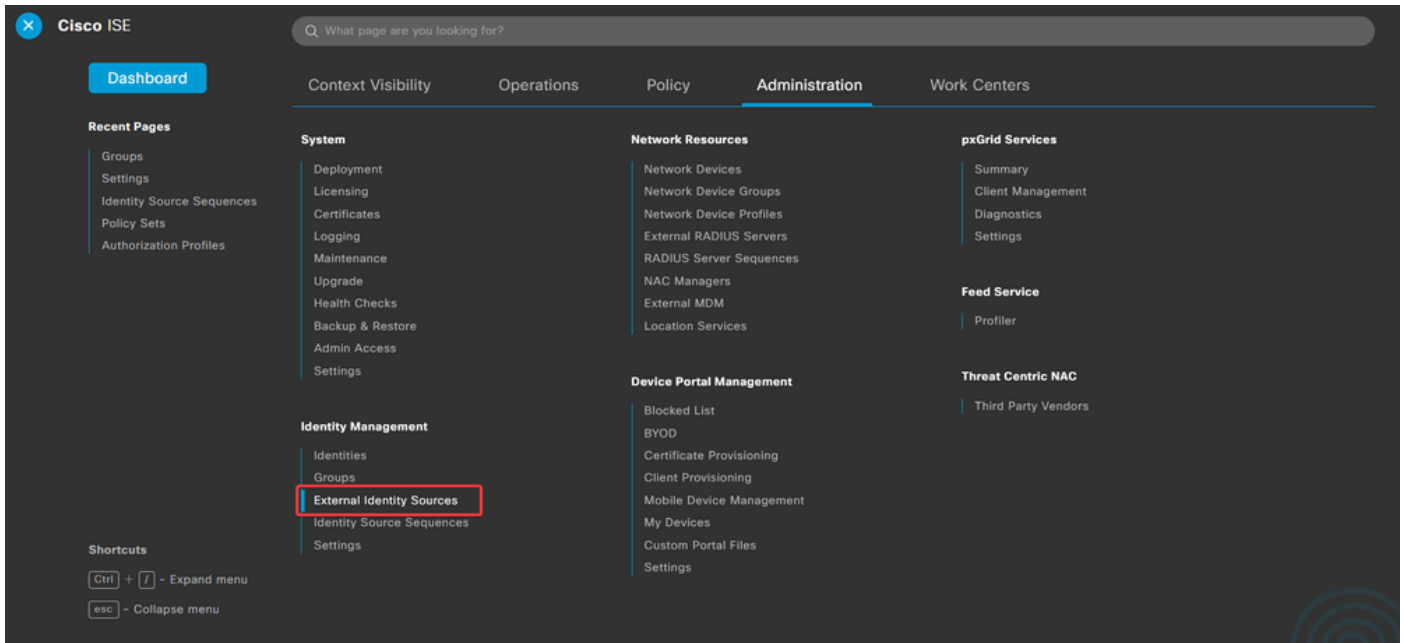 Cisco ISE
What page are you looking for?
Dashboard
Context Visibility
Operations
Policy
Administration
Work Centers
Recent Pages
Groups
Settings
Identity Source Sequences
Policy Sets
Authorization Profiles
System
Deployment
Licensing
Certificates
Logging
Maintenance
Upgrade
Health Checks
Backup & Restore
Admin Access
Settings
Identity Management
Identities
Groups
External Identity Sources
Identity Source Sequences
Settings
Network Resources
Network Devices
Network Device Groups
Network Device Profiles
External RADIUS Servers
RADIUS Server Sequences
NAC Managers
External MDM
Location Services
Device Portal Management
Blocked List
BYOD
Certificate Provisioning
Client Provisioning
Mobile Device Management
My Devices
Custom Portal Files
Settings
pxGrid Services
Summary
Client Management
Diagnostics
Settings
Feed Service
Profiler
Threat Centric NAC
Third Party Vendors
Shortcuts
Ctrl + / - Expand menu
esc - Collapse menu